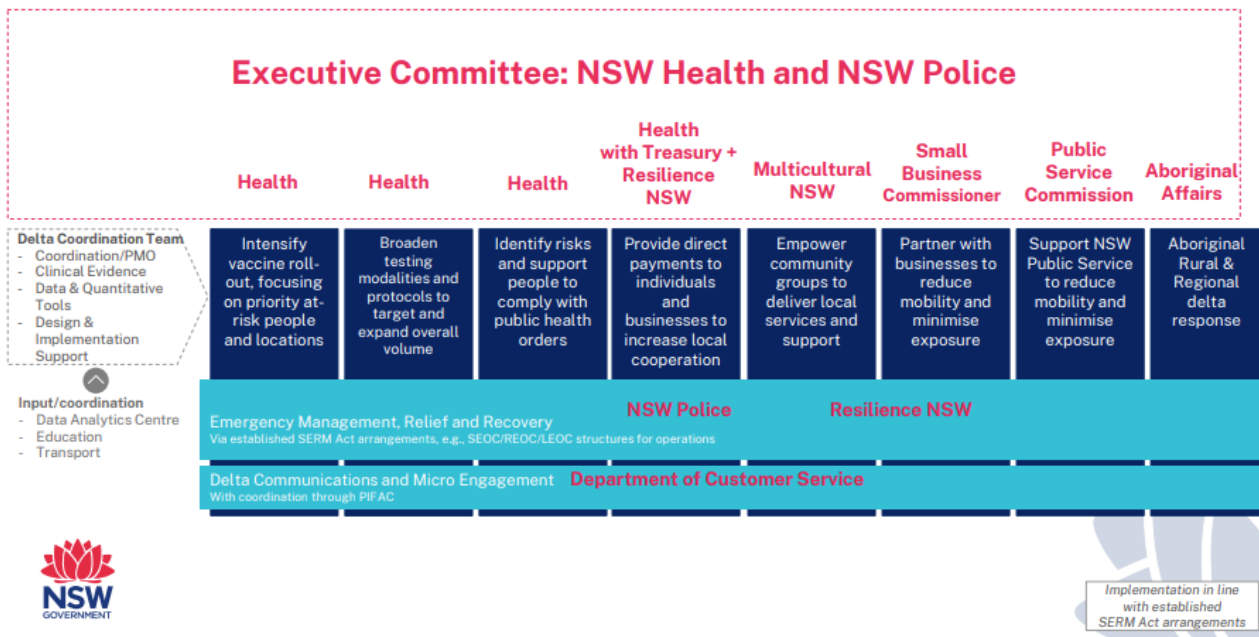 Executive Committee: NSW Health and NSW Police
Health
Health
Health
Health
with Treasury +
Resilience
NSW
Multicultural
NSW
Small
Business
Commissioner
Public
Service
Commission
Aboriginal
Affairs
Delta Coordination Team
- Coordination/PMO
- Clinical Evidence
- Data & Quantitative
Tools
- Design &
Implementation
Support
Input/coordination
- Data Analytics Centre
- Education
- Transport
Intensify
vaccine roll-
out, focusing
on priority at-
risk people
and locations
Broaden
testing
modalities and
protocols to
target and
expand overall
volume
Identify risks
and support
people to
comply with
public health
orders
Provide direct
payments to
individuals
and
businesses to
increase local
cooperation
Empower
community
groups to
deliver local
services and
support
Partner with
businesses to
reduce
mobility and
minimise
exposure
Support NSW
Public Service
to reduce
mobility and
minimise
exposure
Aboriginal
Rural &
Regional
delta
response
NSW Police
Resilience NSW
Emergency Management, Relief and Recovery
Via established SERM Act arrangements, e.g., SEOC/REOC/LEOC structures for operations
Delta Communications and Micro Engagement Department of Customer Service
With coordination through PIFAC
NSW
GOVERNMENT
Implementation in line
with established
SERM Act arrangements